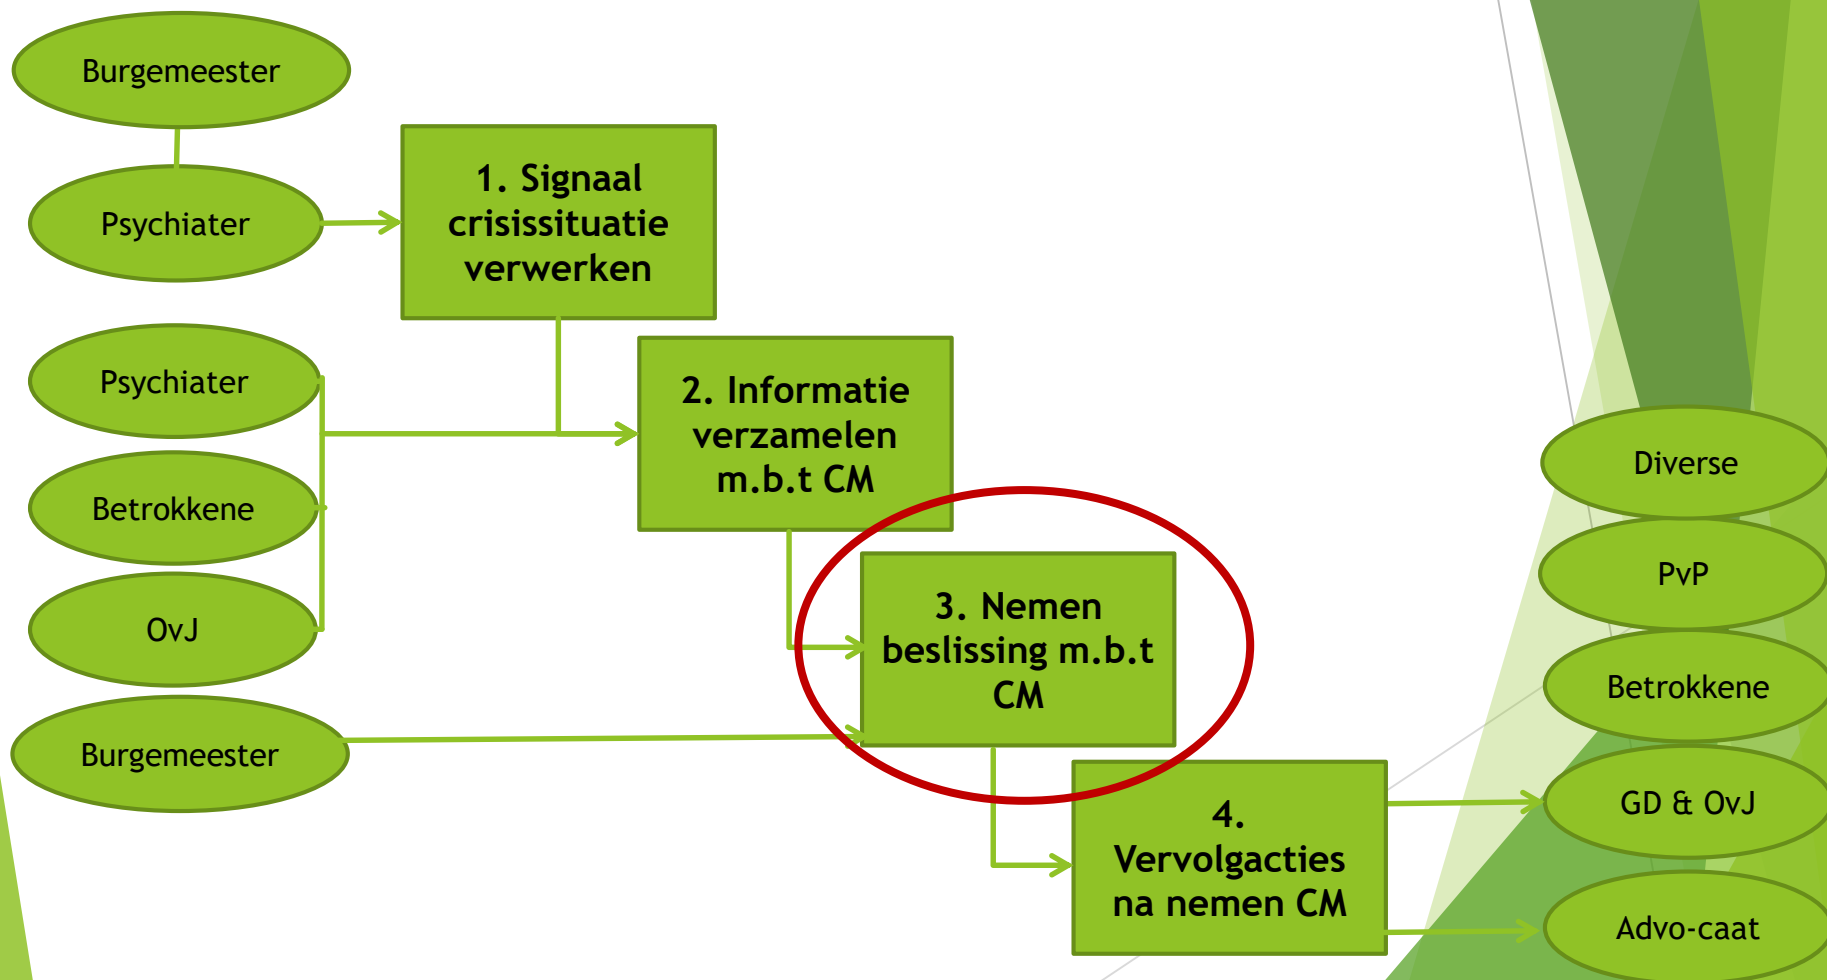 Burgemeester
Psychiater
1. Signaal
crisissituatie
verwerken
Psychiater
Betrokkene
OvJ
Burgemeester
2. Informatie
verzamelen
m.b.t CM
3. Nemen
beslissing m.b.t
CM
4.
Vervolgacties
na nemen CM
Diverse
PvP
Betrokkene
GD & OvJ
Advo-caat